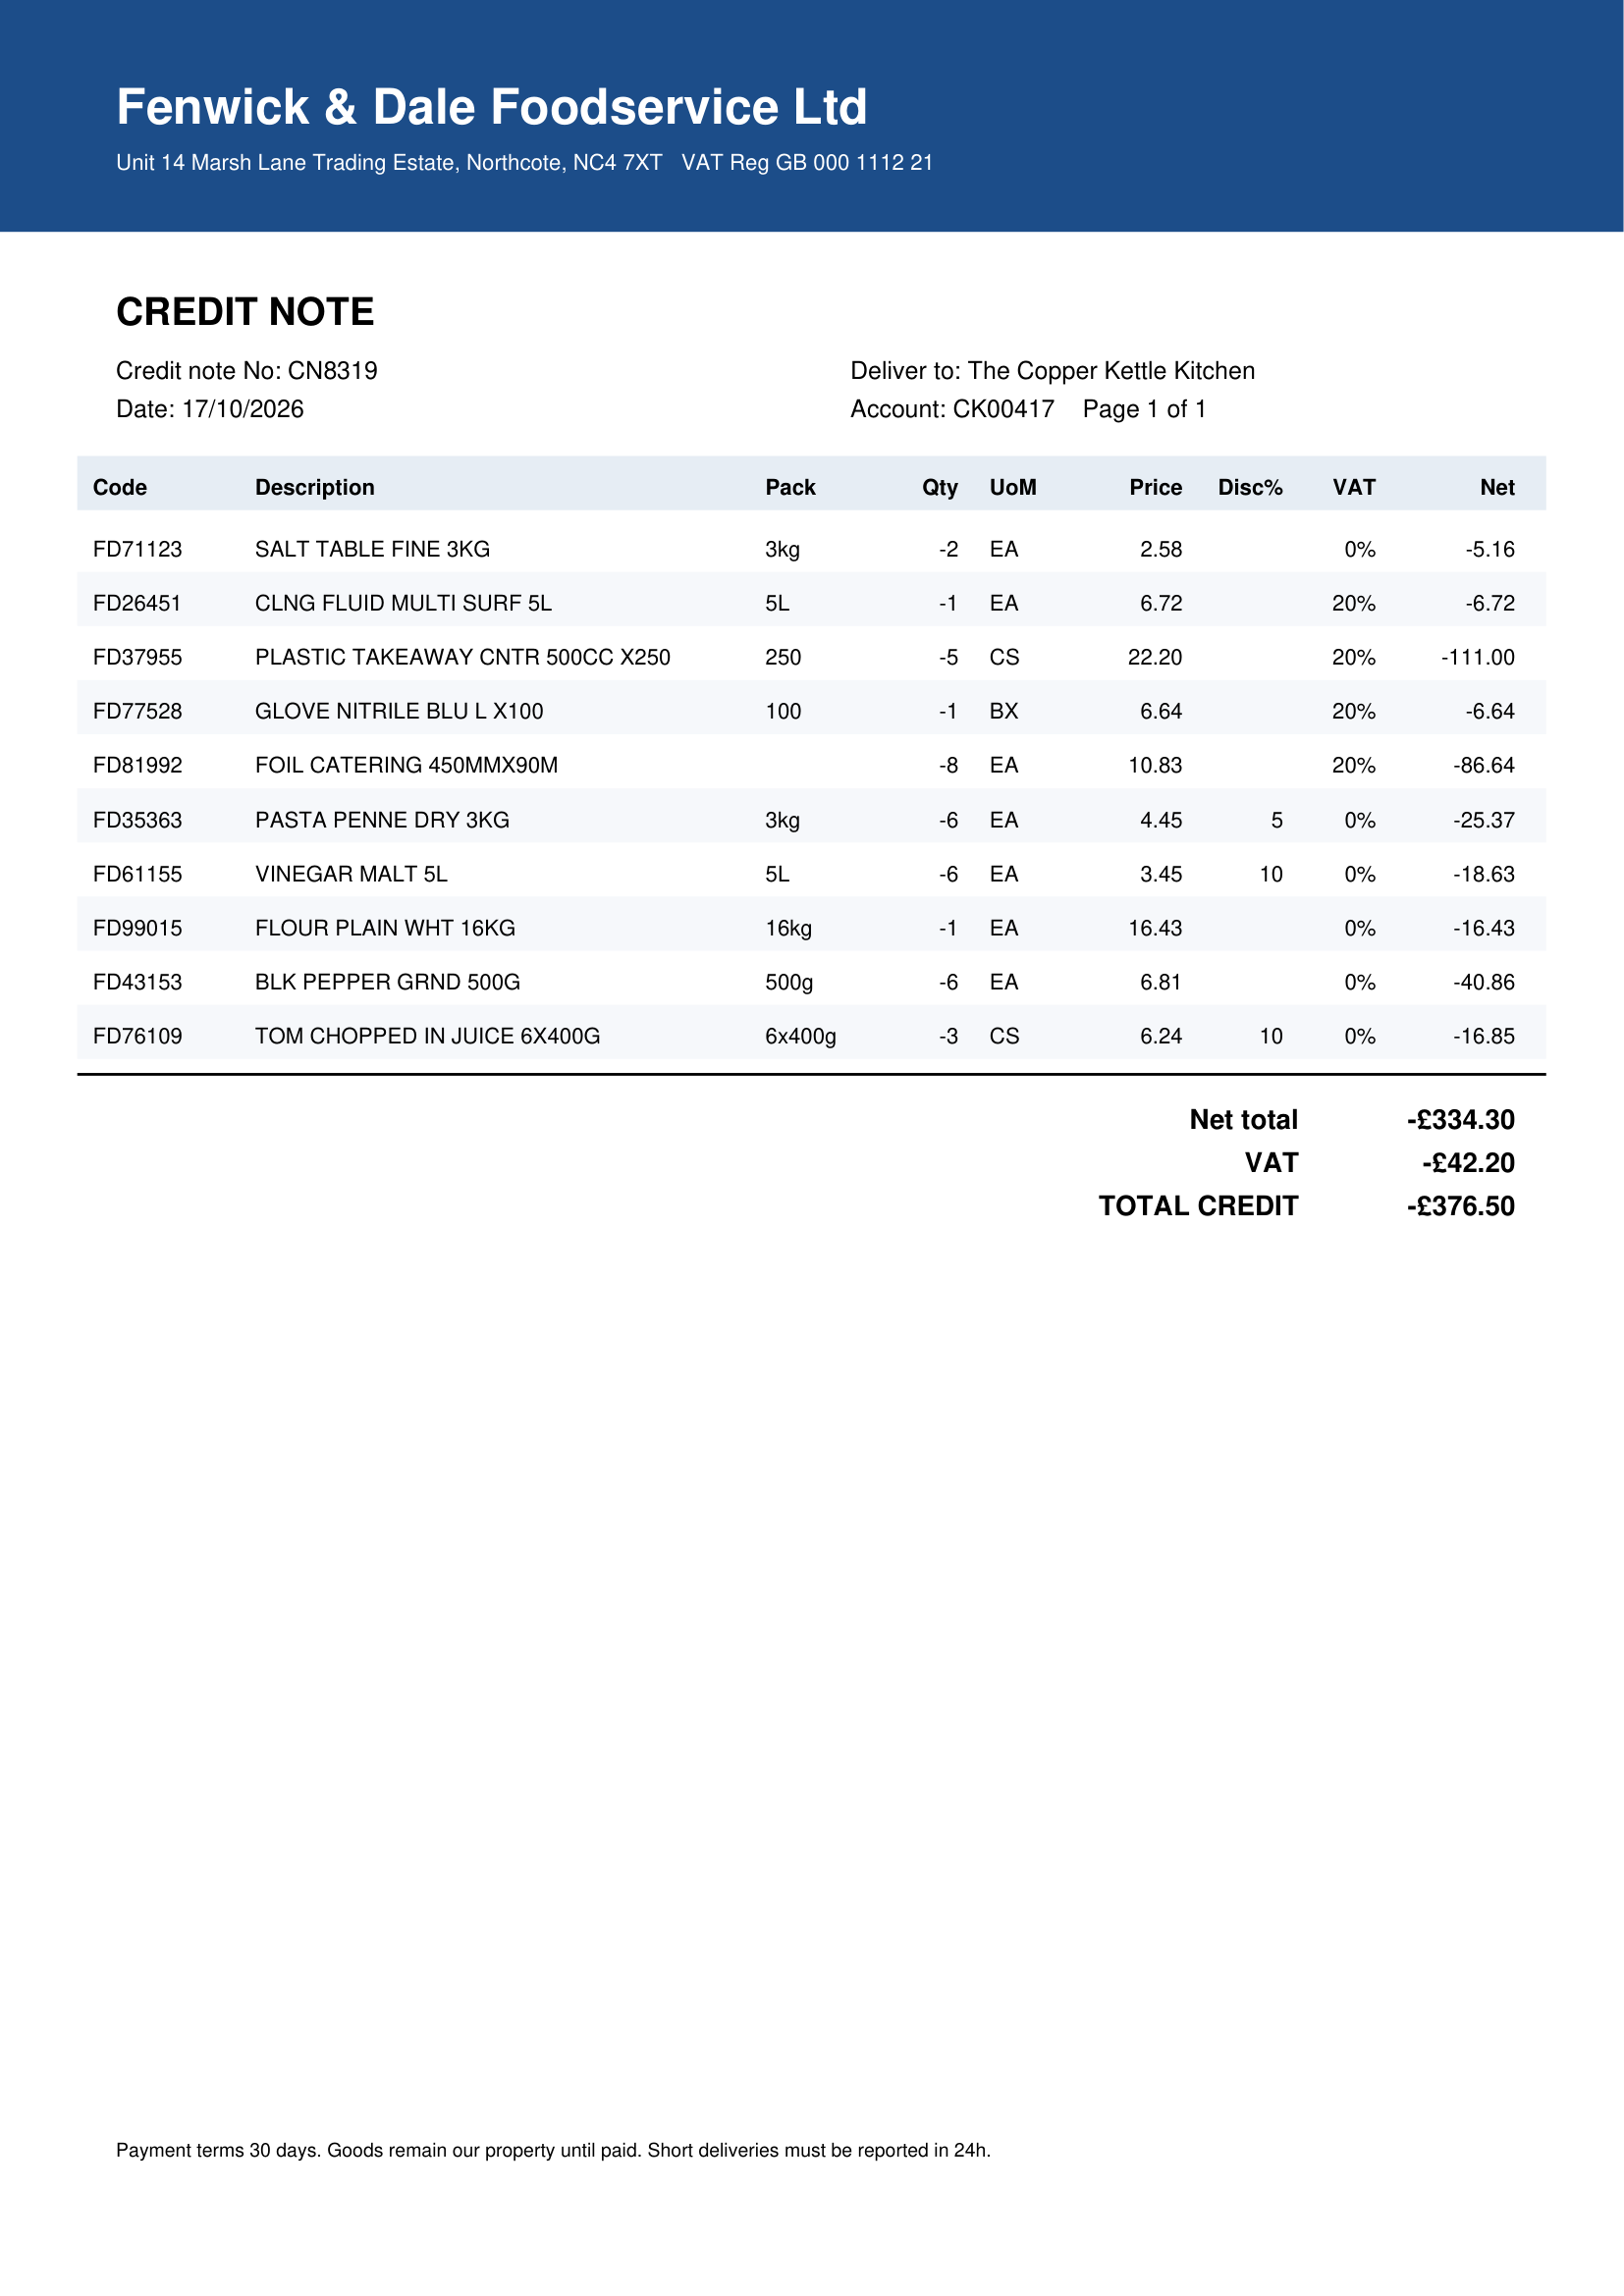 Fenwick & Dale Foodservice Ltd
Unit 14 Marsh Lane Trading Estate, Northcote, NC4 7XT VAT Reg GB 000 1112 21
CREDIT NOTE
Credit note No: CN8319 Deliver to: The Copper Kettle Kitchen
Date: 17/10/2026 Account: CK00417 Page 1 of 1
Code Description Pack Qty UoM Price Disc% VAT Net
FD71123 SALT TABLE FINE 3KG 3kg -2 EA 2.58 0% -5.16
FD26451 CLNG FLUID MULTI SURF 5L 5L -1 EA 6.72 20% -6.72
FD37955 PLASTIC TAKEAWAY CNTR 500CC X250 250 -5 CS 22.20 20% -111.00
FD77528 GLOVE NITRILE BLU L X100 100 -1 BX 6.64 20% -6.64
FD81992 FOIL CATERING 450MMX90M -8 EA 10.83 20% -86.64
FD35363 PASTA PENNE DRY 3KG 3kg -6 EA 4.45 5 0% -25.37
FD61155 VINEGAR MALT 5L 5L -6 EA 3.45 10 0% -18.63
FD99015 FLOUR PLAIN WHT 16KG 16kg -1 EA 16.43 0% -16.43
FD43153 BLK PEPPER GRND 500G 500g -6 EA 6.81 0% -40.86
FD76109 TOM CHOPPED IN JUICE 6X400G 6x400g -3 CS 6.24 10 0% -16.85
Net total -£334.30
VAT -£42.20
TOTAL CREDIT -£376.50
Payment terms 30 days. Goods remain our property until paid. Short deliveries must be reported in 24h.